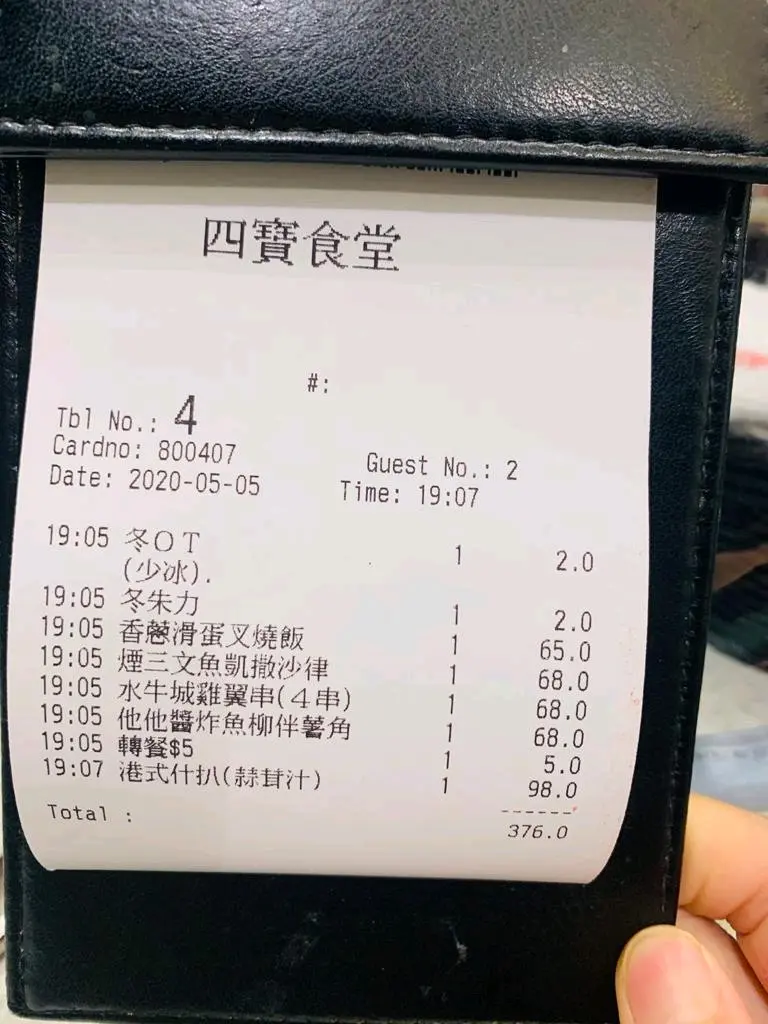 四寶食堂
#:
Tbl No.: 4
Cardno: 800407 Guest No.: 2
Date: 2020-05-05 Time: 19:07
19:05 冬OT 1 2.0
(少冰).
19:05 冬朱力 1 2.0
19:05 香蔥滑蛋叉燒飯 1 65.0
19:05 煙三文魚凱撒沙律 1 68.0
19:05 水牛城雞翼串(4串) 1 68.0
19:05 他他醬炸魚柳伴薯角 1 68.0
19:05 轉餐$5 1 5.0
19:07 港式什扒(蒜茸汁) 1 98.0
Total : 376.0